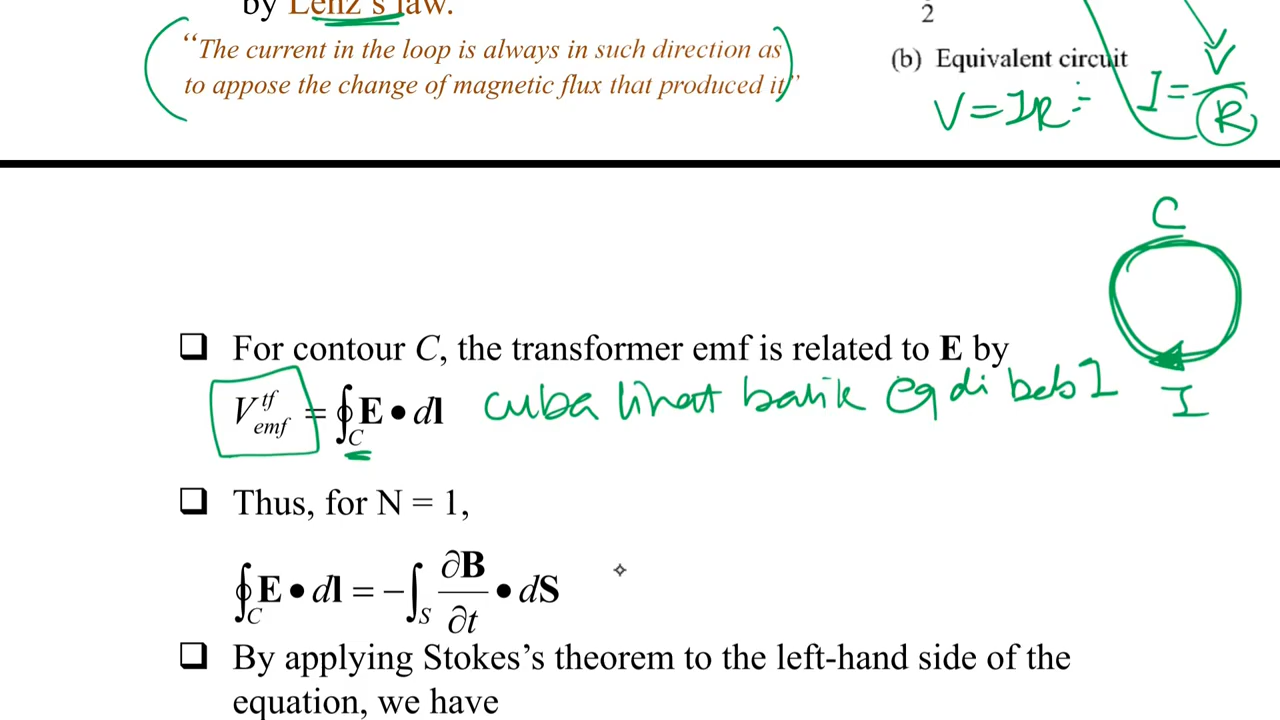 by Lenz's law.
2
"The current in the loop is always in such direction as
to appose the change of magnetic flux that produced it"
(b) Equivalent circuit
V = IR
I = V / R
C
❑ For contour C, the transformer emf is related to E by
V^{tf}_{emf} = ∮_C E • dl cuba lihat balik eq di bab 1
I
❑ Thus, for N = 1,
∮_C E • dl = −∫_S ∂B/∂t • dS
❑ By applying Stokes's theorem to the left-hand side of the
equation, we have